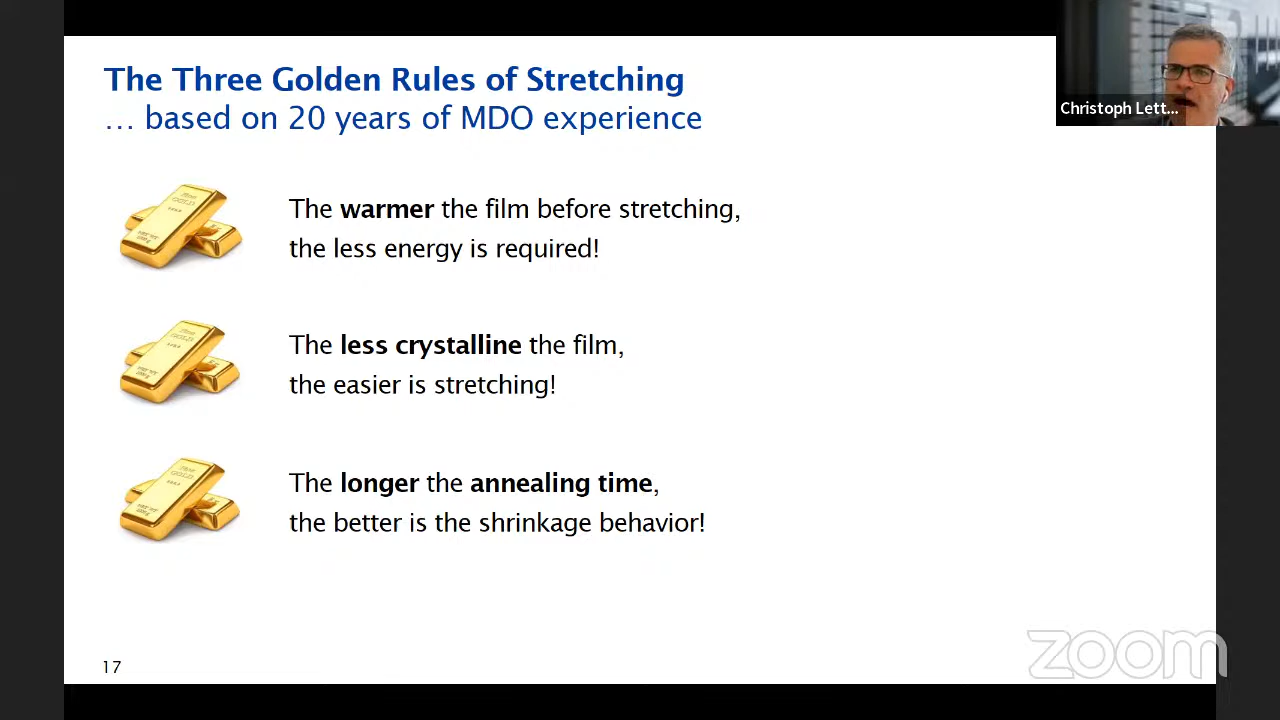 The Three Golden Rules of Stretching
… based on 20 years of MDO experience
Christoph Lett...
The warmer the film before stretching,
the less energy is required!
The less crystalline the film,
the easier is stretching!
The longer the annealing time,
the better is the shrinkage behavior!
17
zoom